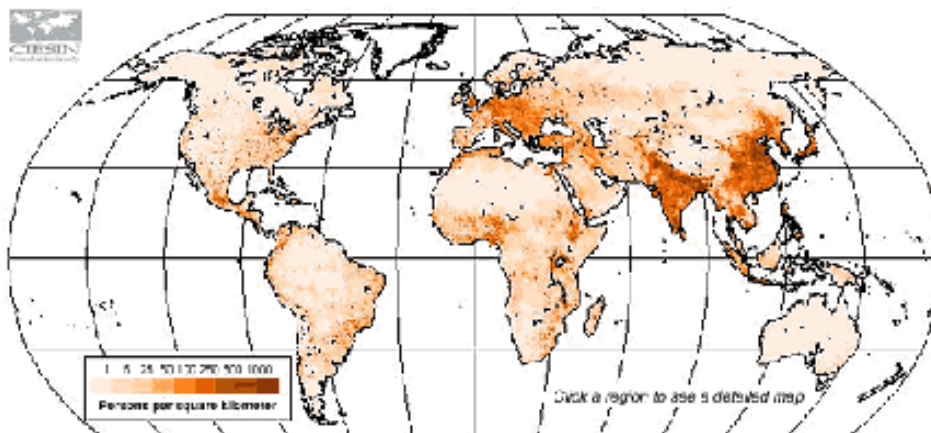 CIESIN
1 5 25 50 100 250 500 1000
Persons per square kilometer
Click a region to see a detailed map